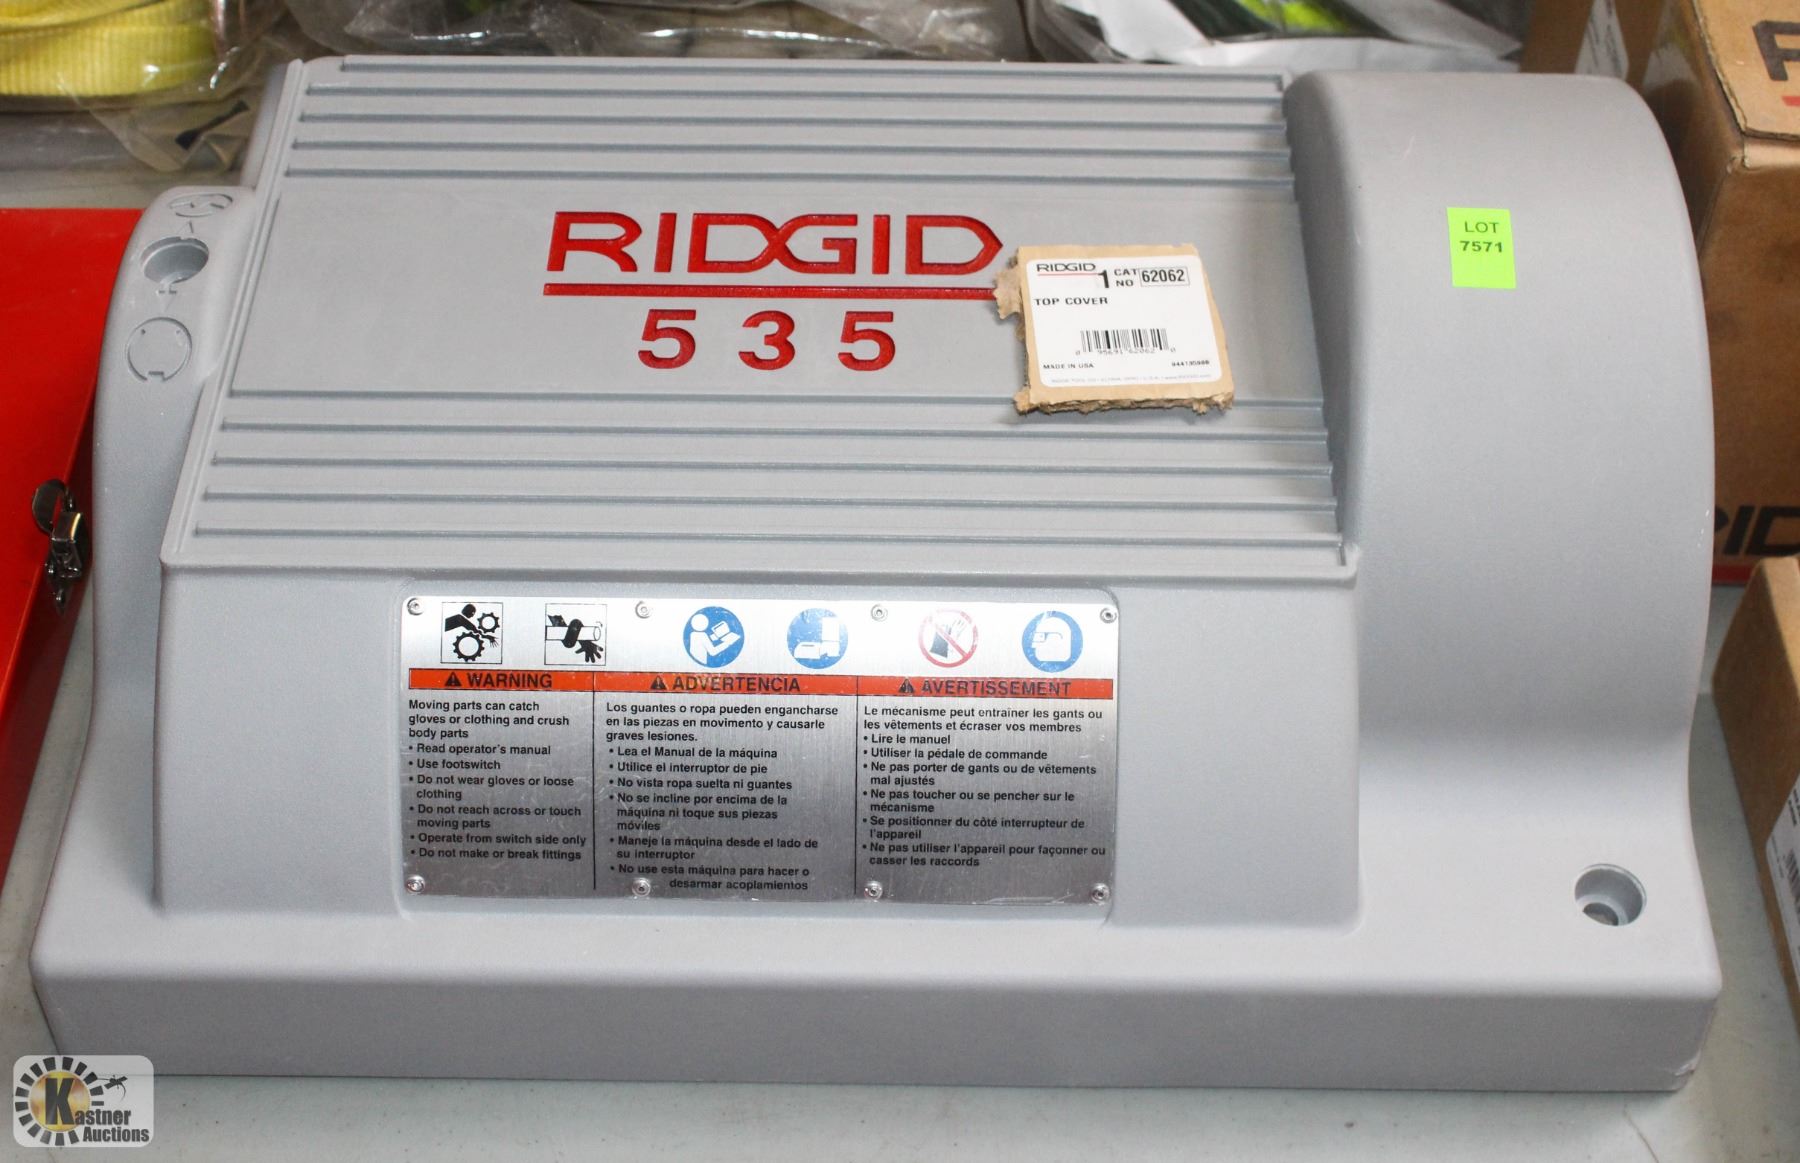 RIDGID
535
LOT
7571
RIDGID 1 CAT NO 62062
TOP COVER
0 95691 62062 0
MADE IN USA 944135988
WARNING
Moving parts can catch
gloves or clothing and crush
body parts
• Read operator's manual
• Use footswitch
• Do not wear gloves or loose
clothing
• Do not reach across or touch
moving parts
• Operate from switch side only
• Do not make or break fittings
ADVERTENCIA
Los guantes o ropa pueden engancharse
en las piezas en movimento y causarle
graves lesiones.
• Lea el Manual de la máquina
• Utilice el interruptor de pie
• No vista ropa suelta ni guantes
• No se incline por encima de la
máquina ni toque sus piezas
móviles
• Maneje la máquina desde el lado de
su interruptor
• No use esta máquina para hacer o
desarmar acoplamientos
AVERTISSEMENT
Le mécanisme peut entraîner les gants ou
les vêtements et écraser vos membres
• Lire le manuel
• Utiliser la pédale de commande
• Ne pas porter de gants ou de vêtements
mal ajustés
• Ne pas toucher ou se pencher sur le
mécanisme
• Se positionner du côté interrupteur de
l'appareil
• Ne pas utiliser l'appareil pour façonner ou
casser les raccords
Kastner
Auctions